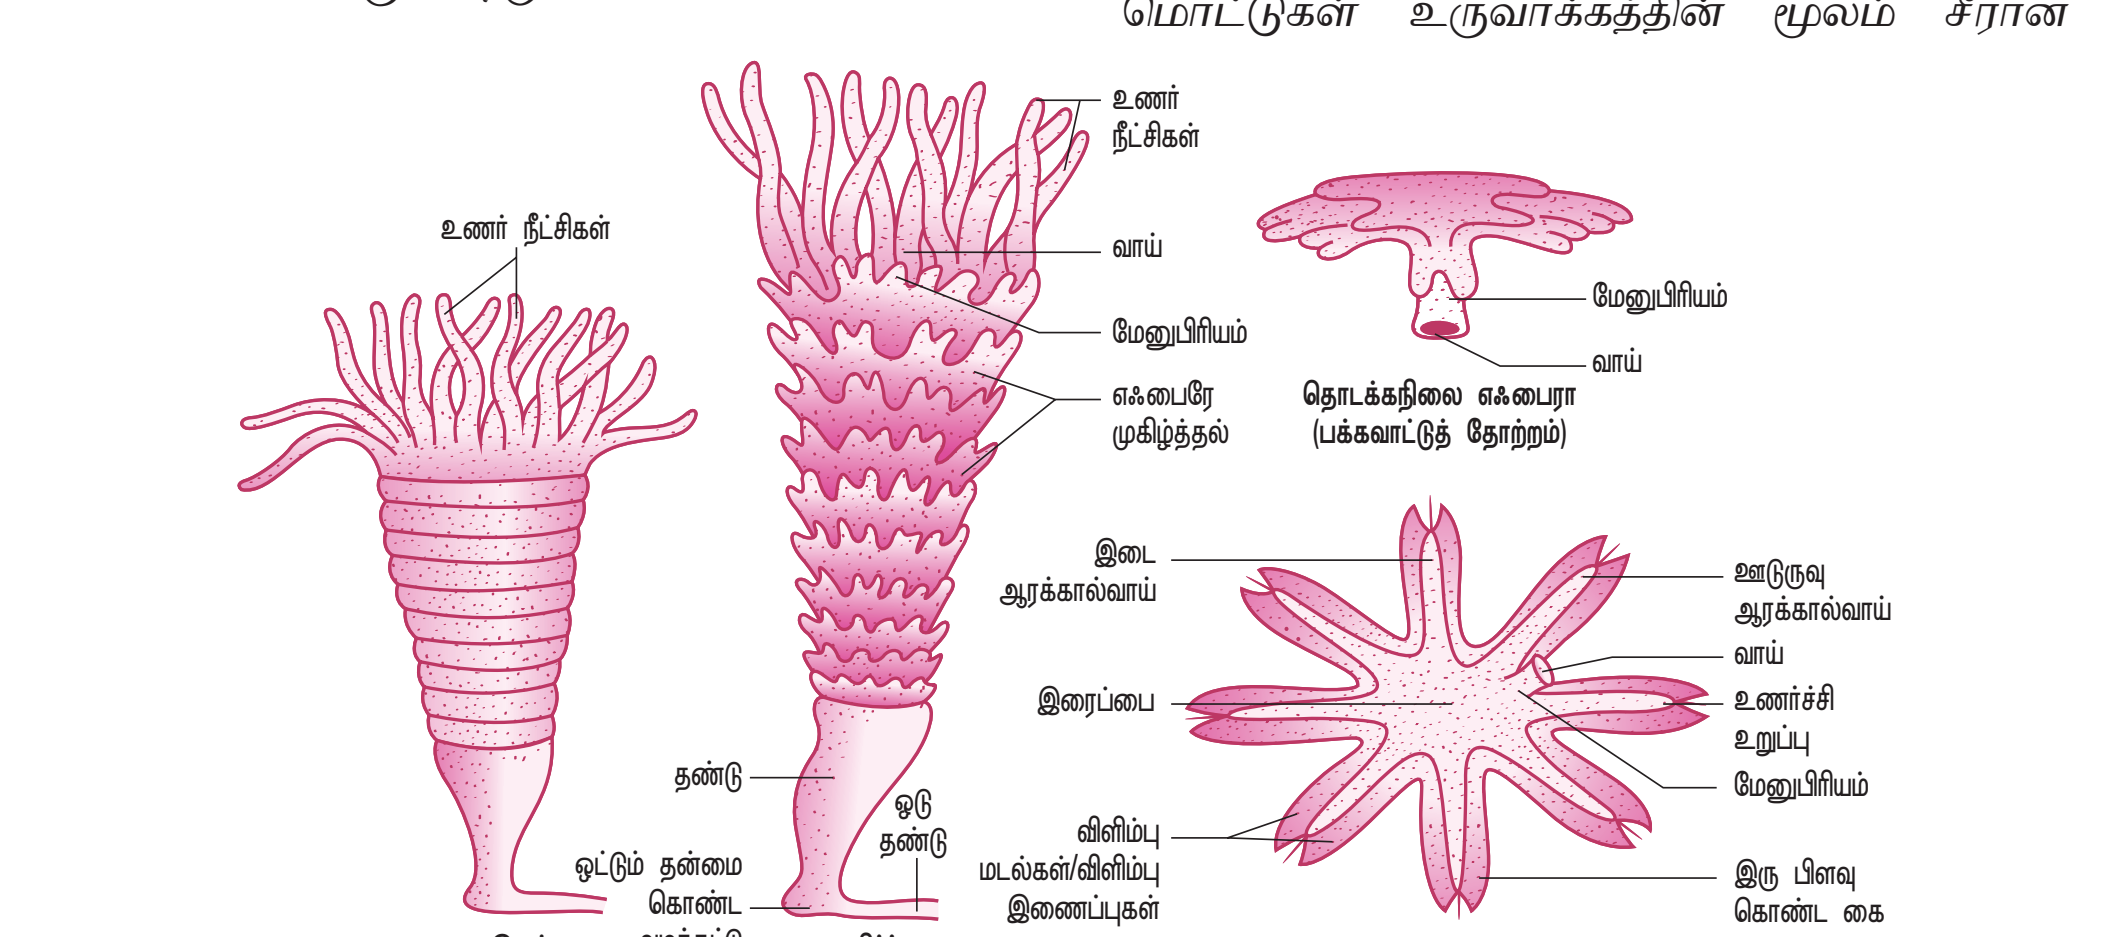 மொட்டுகள் உருவாக்கத்தின் மூலம் சீரான
உணர் நீட்சிகள்
உணர்
நீட்சிகள்
வாய்
மேனுபிரியம்
எஃபைரே
முகிழ்த்தல்
தண்டு
ஒடு
தண்டு
ஒட்டும் தன்மை
கொண்ட
மேனுபிரியம்
வாய்
தொடக்கநிலை எஃபைரா
(பக்கவாட்டுத் தோற்றம்)
இடை
ஆரக்கால்வாய்
இரைப்பை
விளிம்பு
மடல்கள்/விளிம்பு
இணைப்புகள்
ஊடுருவு
ஆரக்கால்வாய்
வாய்
உணர்ச்சி
உறுப்பு
மேனுபிரியம்
இரு பிளவு
கொண்ட கை